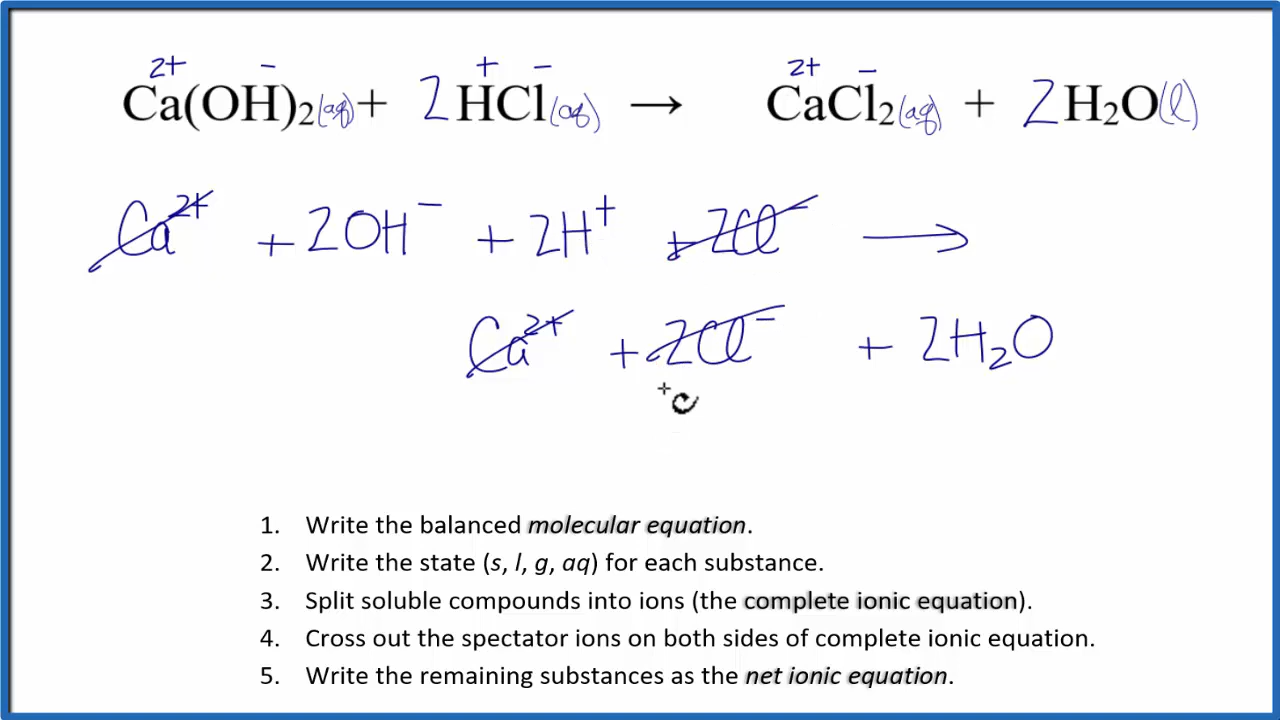 2+ − + − 2+ −
Ca(OH)2(aq) + 2HCl(aq) → CaCl2(aq) + 2H2O(l)
Ca2+ + 2OH− + 2H+ + 2Cl− →
Ca2+ + 2Cl− + 2H2O
1. Write the balanced molecular equation.
2. Write the state (s, l, g, aq) for each substance.
3. Split soluble compounds into ions (the complete ionic equation).
4. Cross out the spectator ions on both sides of complete ionic equation.
5. Write the remaining substances as the net ionic equation.